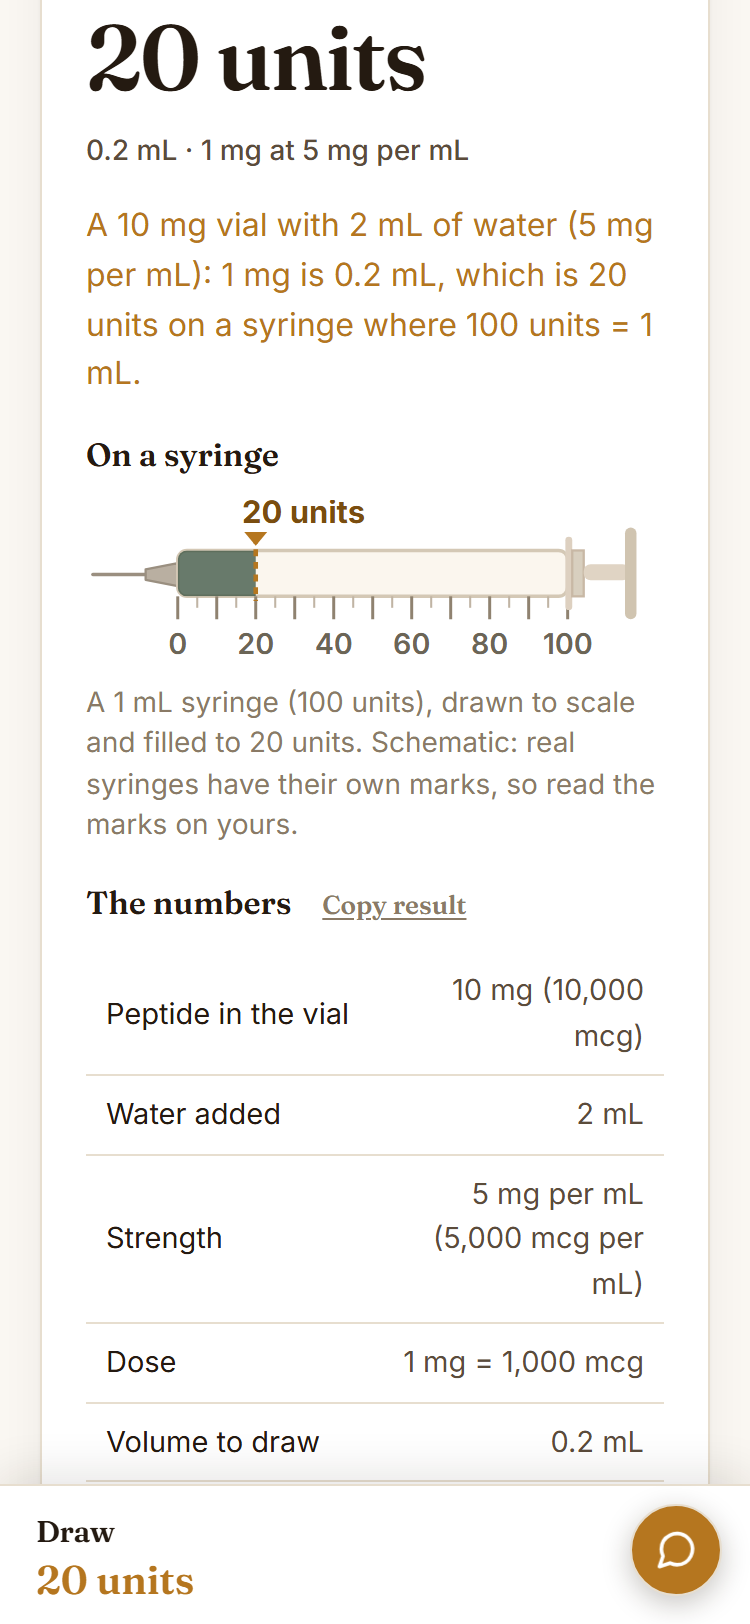 20 units
0.2 mL · 1 mg at 5 mg per mL
A 10 mg vial with 2 mL of water (5 mg
per mL): 1 mg is 0.2 mL, which is 20
units on a syringe where 100 units = 1
mL.
On a syringe
20 units
0 20 40 60 80 100
A 1 mL syringe (100 units), drawn to scale
and filled to 20 units. Schematic: real
syringes have their own marks, so read the
marks on yours.
The numbers Copy result
Peptide in the vial 10 mg (10,000
mcg)
Water added 2 mL
Strength 5 mg per mL
(5,000 mcg per
mL)
Dose 1 mg = 1,000 mcg
Volume to draw 0.2 mL
Draw
20 units